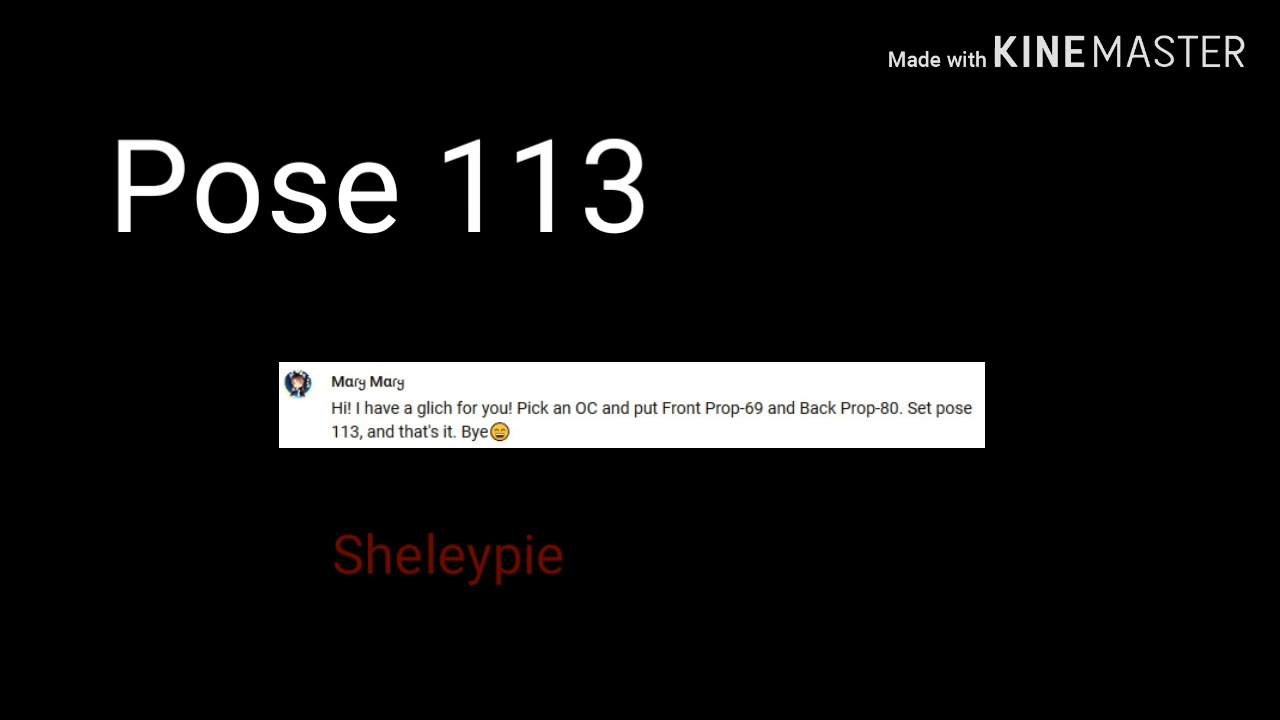 Made with KINEMASTER
Pose 113
Mary Mary
Hi! I have a glich for you! Pick an OC and put Front Prop-69 and Back Prop-80. Set pose
113, and that's it. Bye😄
Sheleypie